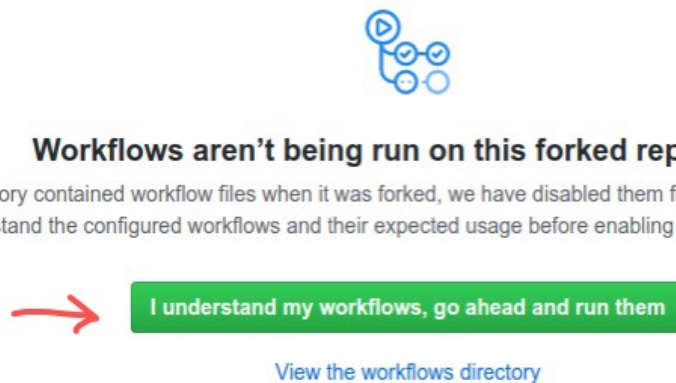 Workflows aren’t being run on this forked rep
ory contained workflow files when it was forked, we have disabled them f
stand the configured workflows and their expected usage before enabling
I understand my workflows, go ahead and run them
View the workflows directory